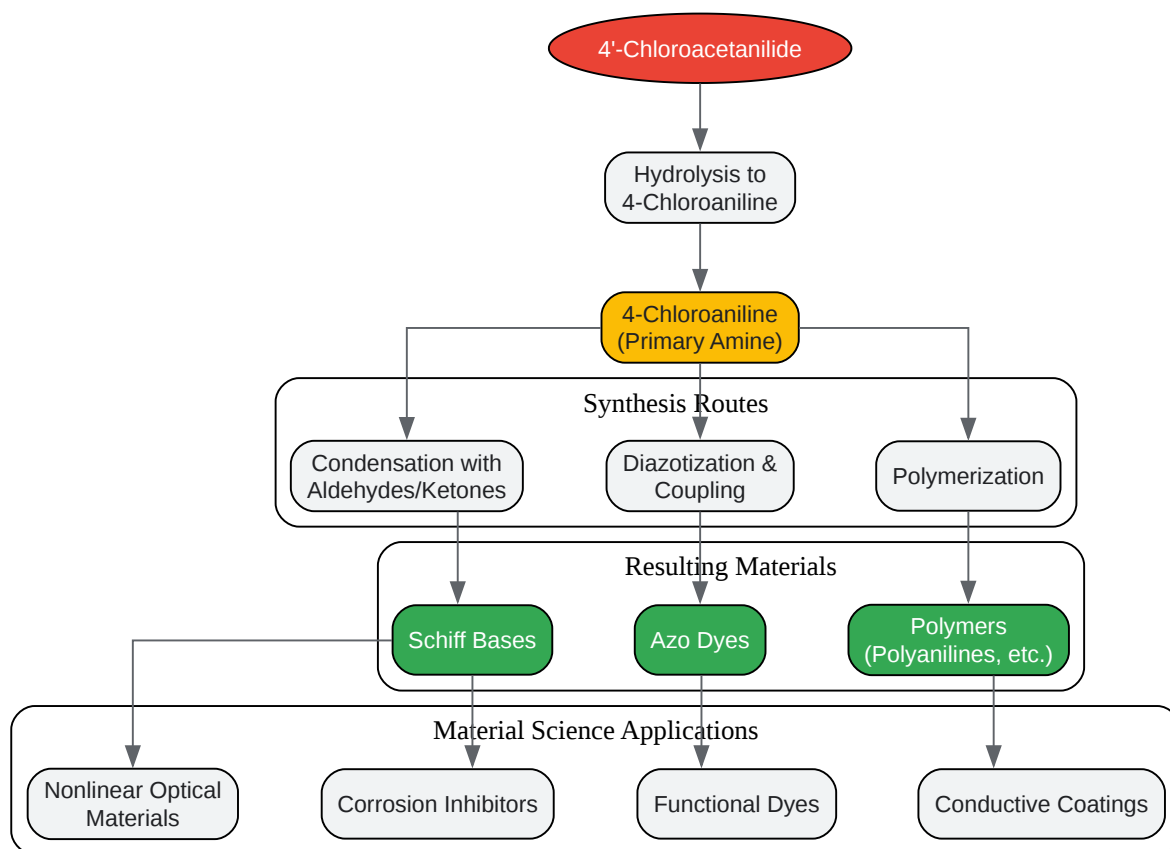 4'-Chloroacetanilide
Hydrolysis to
4-Chloroaniline
4-Chloroaniline
(Primary Amine)
Synthesis Routes
Condensation with
Aldehydes/Ketones
Diazotization &
Coupling
Polymerization
Resulting Materials
Schiff Bases
Azo Dyes
Polymers
(Polyanilines, etc.)
Material Science Applications
Nonlinear Optical
Materials
Corrosion Inhibitors
Functional Dyes
Conductive Coatings